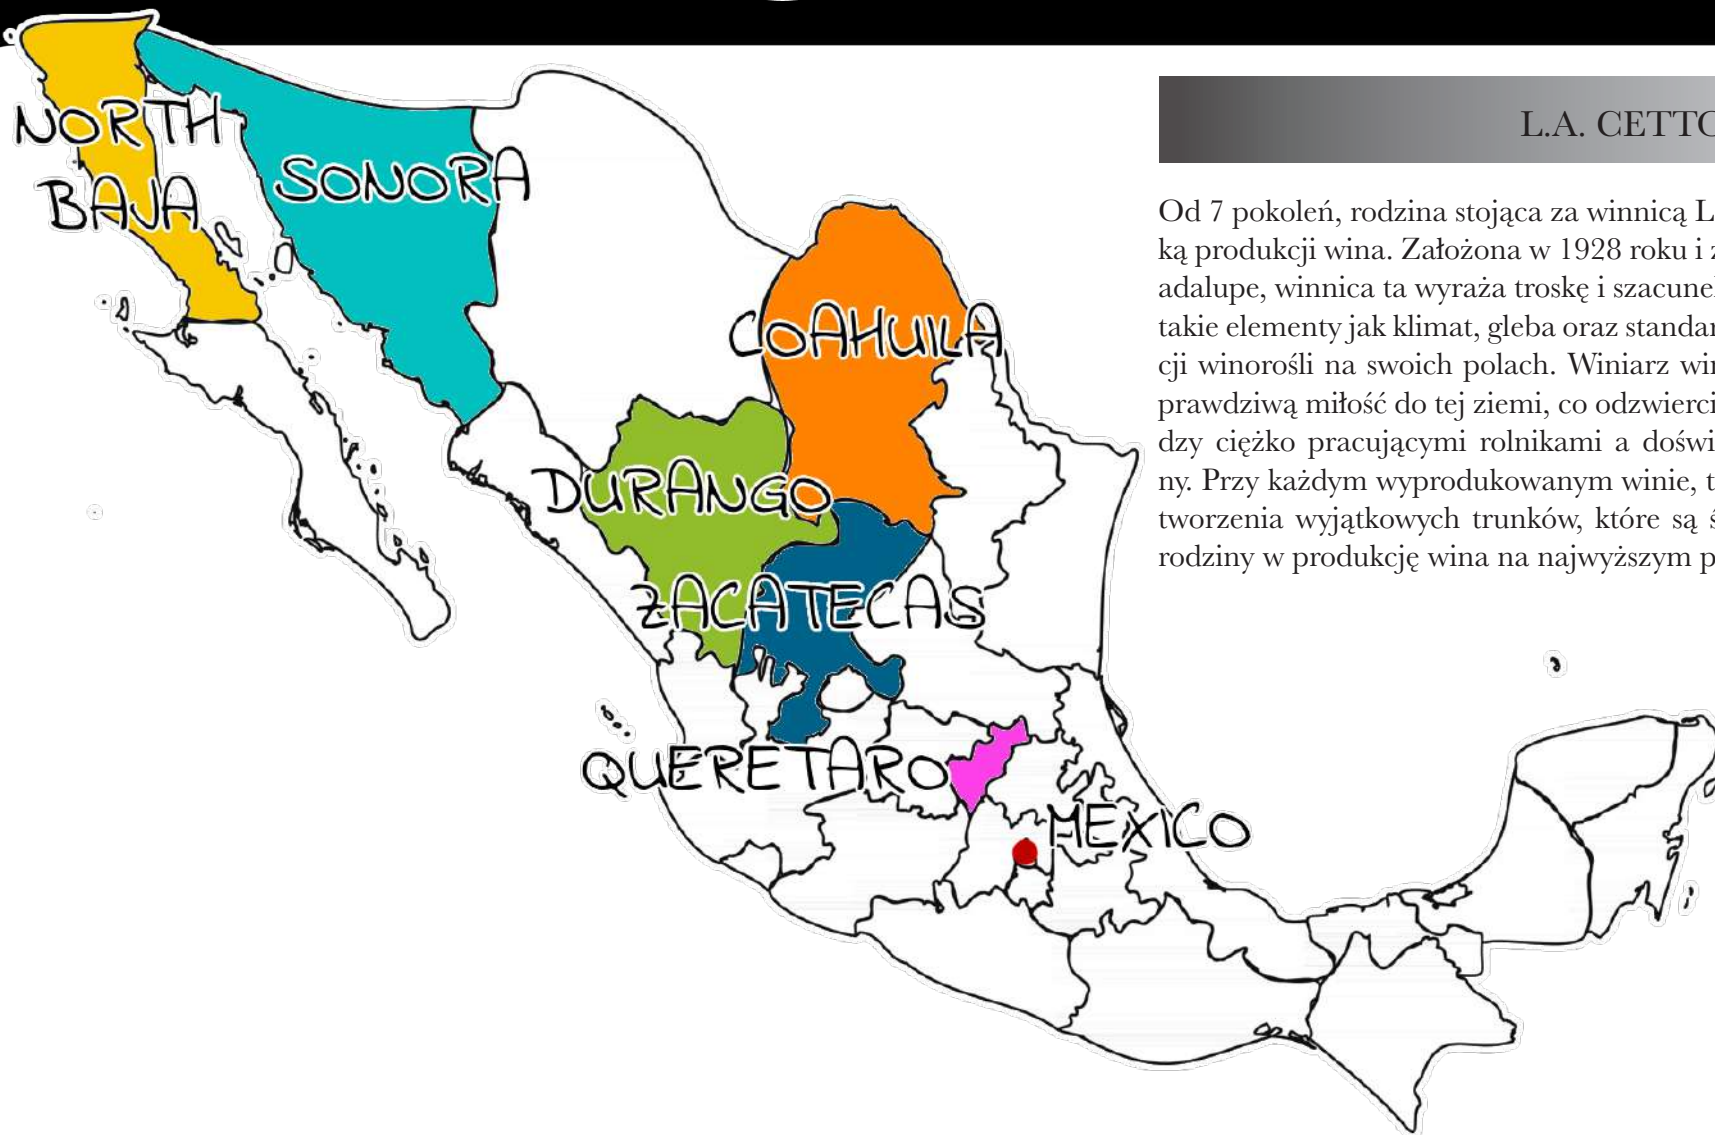 NORTH
BAJA
SONORA
COAHUILA
DURANGO
ZACATECAS
QUERETARO
MEXICO
L.A. CETTO
Od 7 pokoleń, rodzina stojąca za winnicą L
ką produkcji wina. Założona w 1928 roku i z
adalupe, winnica ta wyraża troskę i szacune
takie elementy jak klimat, gleba oraz standar
cji winorośli na swoich polach. Winiarz win
prawdziwą miłość do tej ziemi, co odzwierci
dzy ciężko pracującymi rolnikami a doświ
ny. Przy każdym wyprodukowanym winie, t
tworzenia wyjątkowych trunków, które są ś
rodziny w produkcję wina na najwyższym p